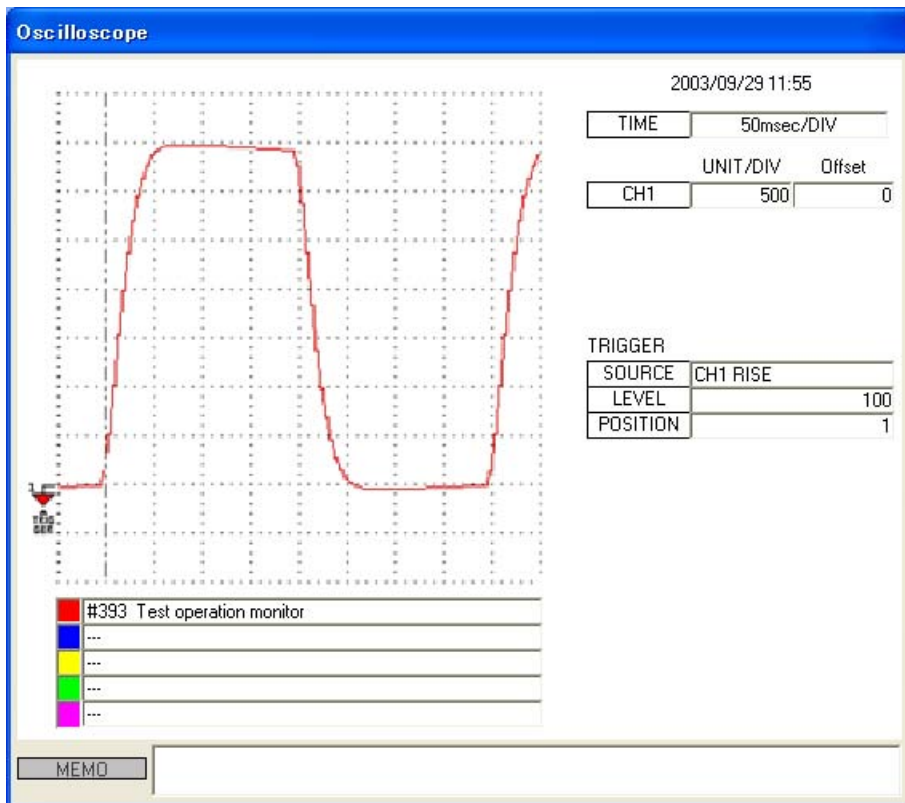 Oscilloscope
2003/09/29 11:55
TIME 50msec/DIV
UNIT/DIV Offset
CH1 500 0
TRIGGER
SOURCE CH1 RISE
LEVEL 100
POSITION 1
#393 Test operation monitor
---
---
---
---
MEMO